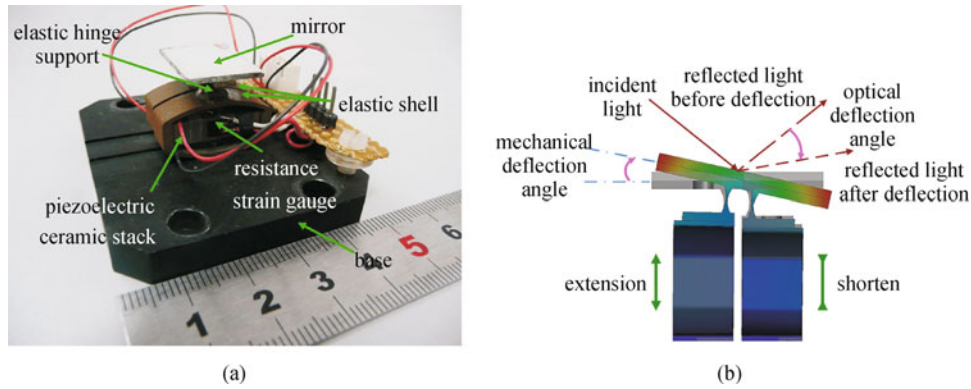 elastic hinge
support
mirror
elastic shell
resistance
strain gauge
piezoelectric
ceramic stack
base
1 2 3 4 5 6
(a)
incident
light
reflected light
before deflection
optical
deflection
angle
mechanical
deflection
angle
reflected light
after deflection
extension
shorten
(b)